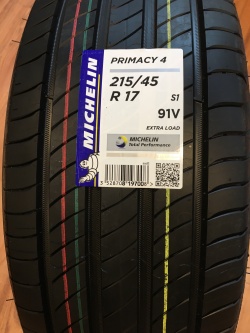 MICHELIN
PRIMACY 4
215/45
R 17 S1
91V
EXTRA LOAD
MICHELIN
Total Performance